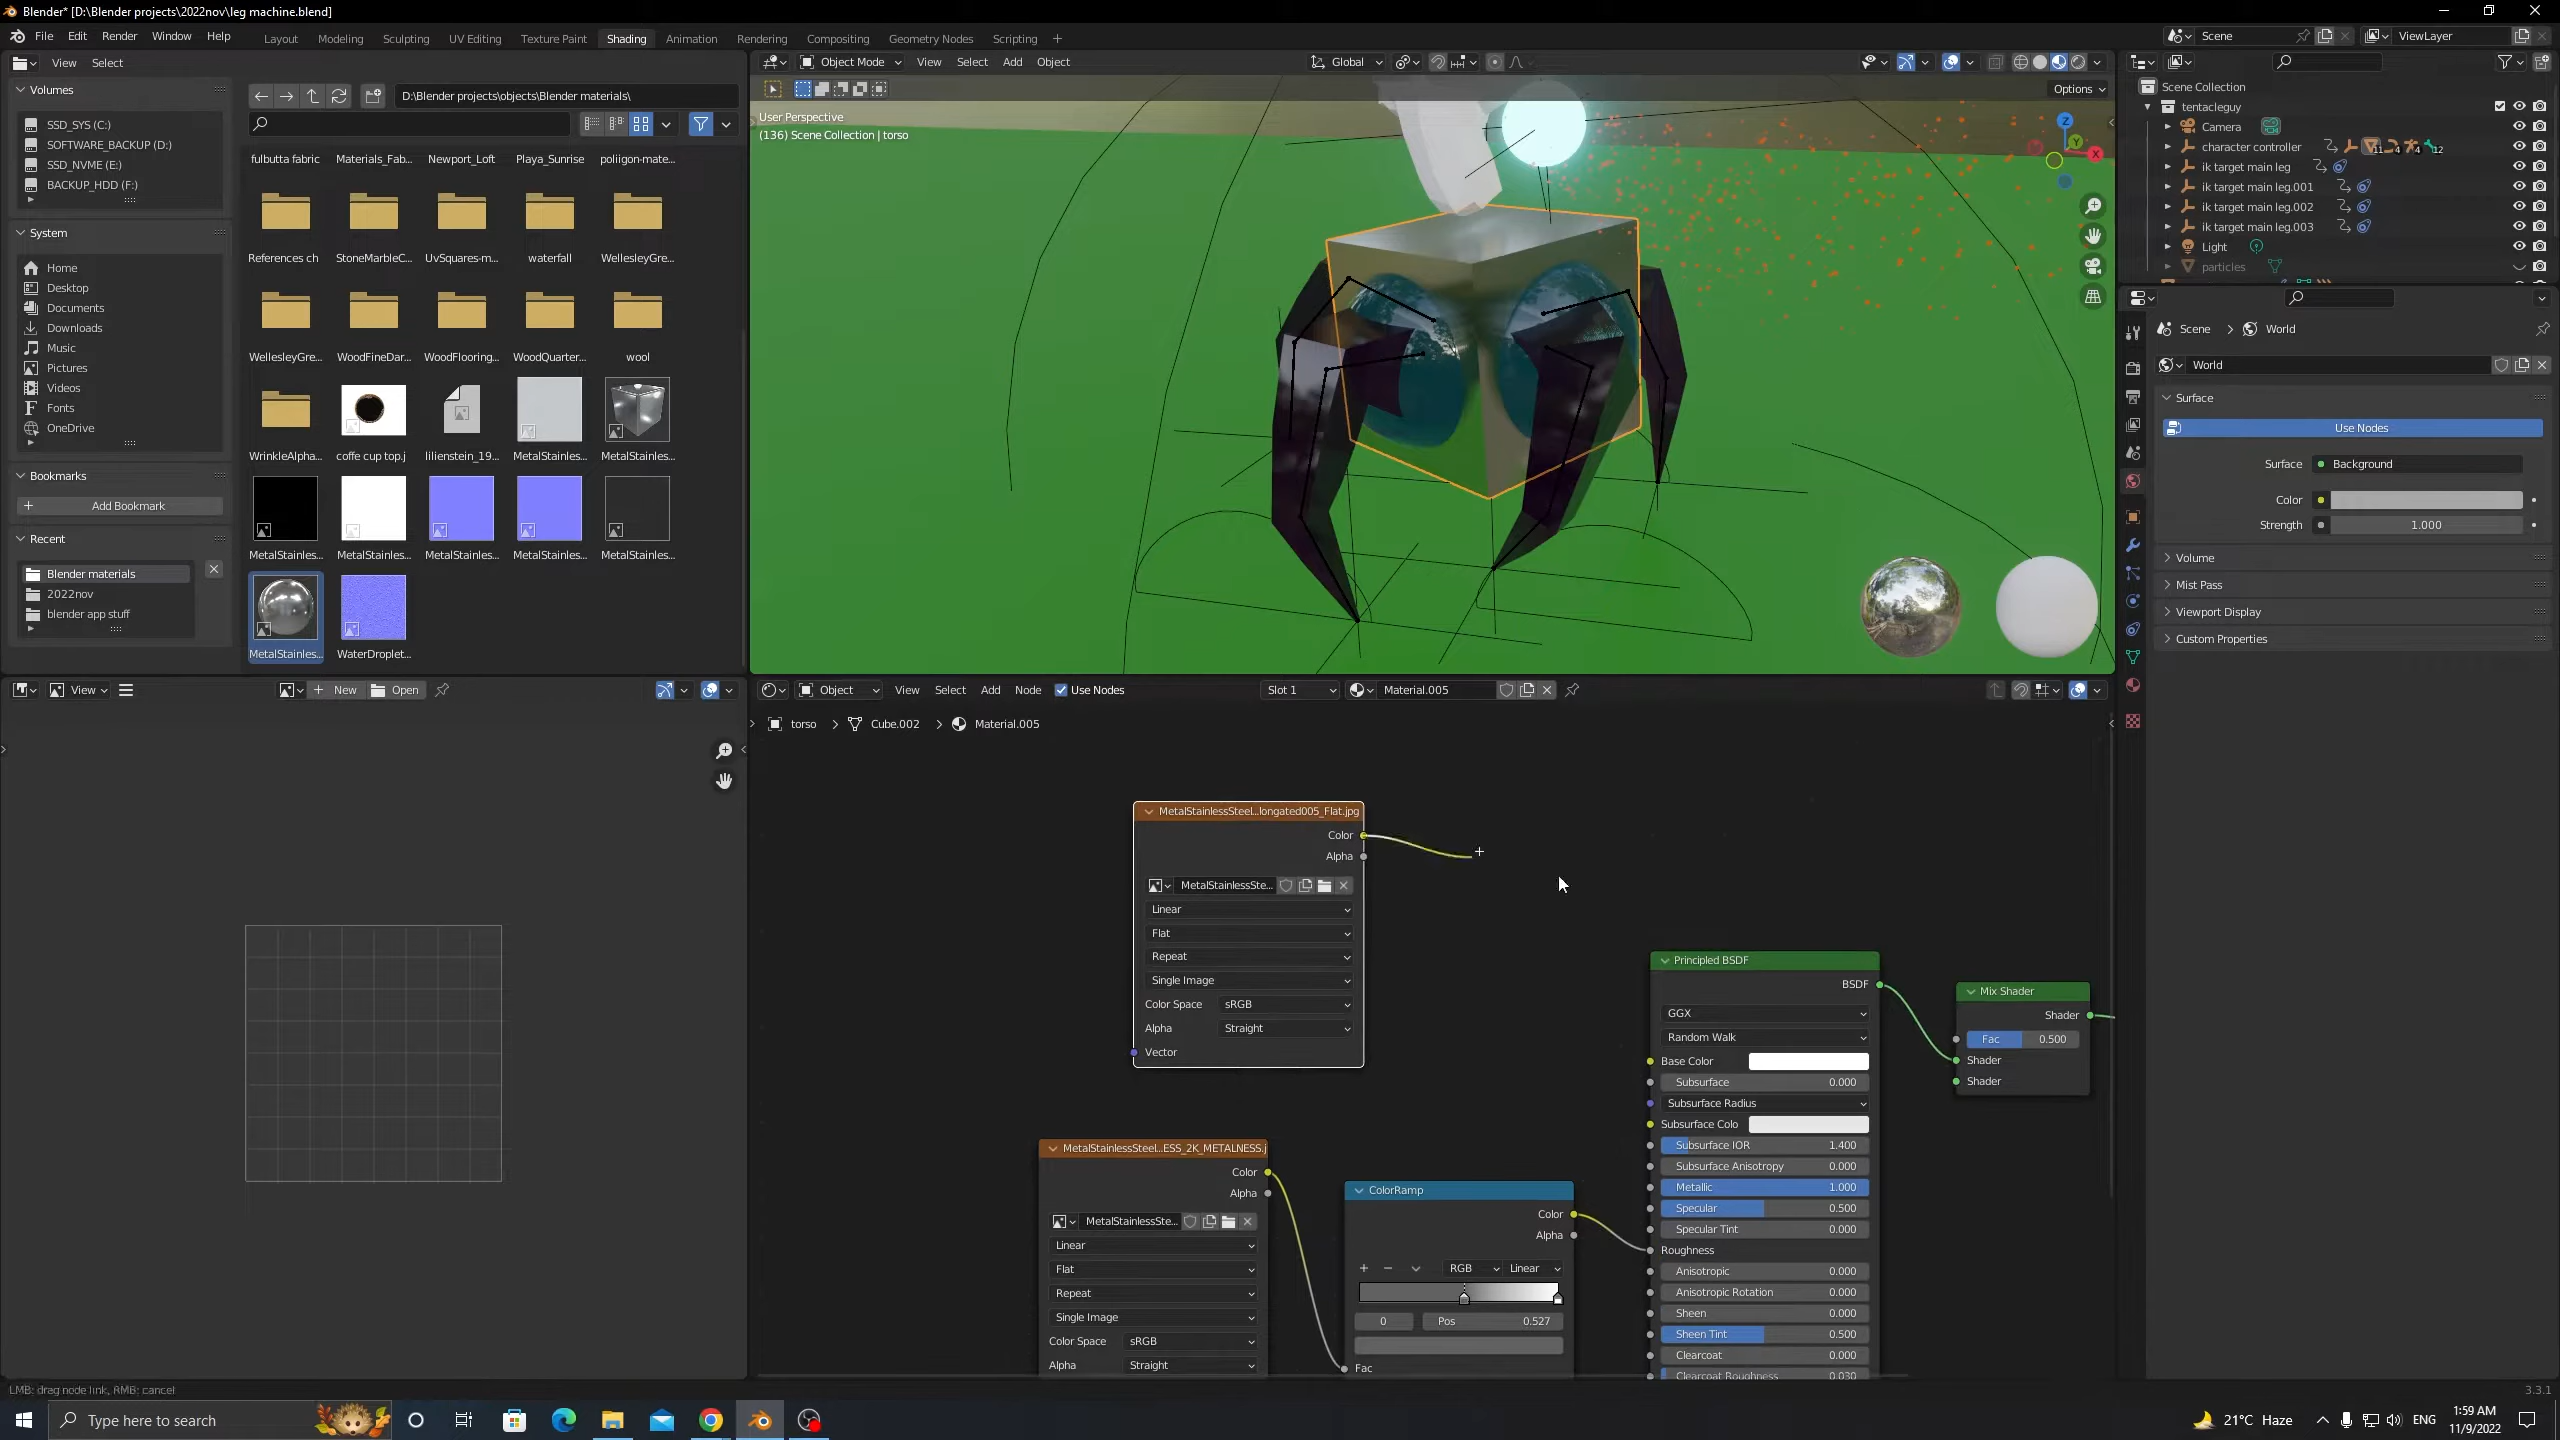 Blender* [D:\Blender projects\2022nov\leg machine.blend]
File Edit Render Window Help
Layout Modeling Sculpting UV Editing Texture Paint Shading Animation Rendering Compositing Geometry Nodes Scripting +
Scene ViewLayer
View Select
Object Mode View Select Add Object Global
Volumes
SSD_SYS (C:)
SOFTWARE_BACKUP (D:)
SSD_NVME (E:)
BACKUP_HDD (F:)
System
Home
Desktop
Documents
Downloads
Music
Pictures
Videos
Fonts
OneDrive
Bookmarks
Add Bookmark
Recent
Blender materials
2022nov
blender app stuff
D:\Blender projects\objects\Blender materials\
fulbutta fabric Materials_Fab... Newport_Loft Playa_Sunrise poliigon-mate...
References ch StoneMarbleC... UvSquares-m... waterfall WellesleyGre...
WellesleyGre... WoodFineDar... WoodFlooring... WoodQuarter... wool
WrinkleAlpha... coffe cup top.j lilienstein_19... MetalStainles... MetalStainles...
MetalStainles... MetalStainles... MetalStainles... MetalStainles... MetalStainles...
MetalStainles... WaterDroplet...
Options
User Perspective
(136) Scene Collection | torso
Z
Y
X
Scene Collection
tentacleguy
Camera
character controller 11 4 4 12
ik target main leg
ik target main leg.001
ik target main leg.002
ik target main leg.003
Light
particles
Scene > World
World
Surface
Use Nodes
Surface Background
Color
Strength 1.000
Volume
Mist Pass
Viewport Display
Custom Properties
View New Open
Object View Select Add Node Use Nodes Slot 1 Material.005
torso > Cube.002 > Material.005
MetalStainlessSteel...longated005_Flat.jpg
Color
Alpha
MetalStainlessSte...
Linear
Flat
Repeat
Single Image
Color Space sRGB
Alpha Straight
Vector
MetalStainlessSteel...ESS_2K_METALNESS.j
Color
Alpha
MetalStainlessSte...
Linear
Flat
Repeat
Single Image
Color Space sRGB
Alpha Straight
ColorRamp
Color
Alpha
+ − RGB Linear
0 Pos 0.527
Fac
Principled BSDF
BSDF
GGX
Random Walk
Base Color
Subsurface 0.000
Subsurface Radius
Subsurface Colo
Subsurface IOR 1.400
Subsurface Anisotropy 0.000
Metallic 1.000
Specular 0.500
Specular Tint 0.000
Roughness
Anisotropic 0.000
Anisotropic Rotation 0.000
Sheen 0.000
Sheen Tint 0.500
Clearcoat 0.000
Clearcoat Roughness 0.030
Mix Shader
Shader
Fac 0.500
Shader
Shader
LMB: drag node link, RMB: cancel
3.3.1
Type here to search
21°C Haze ENG
1:59 AM
11/9/2022